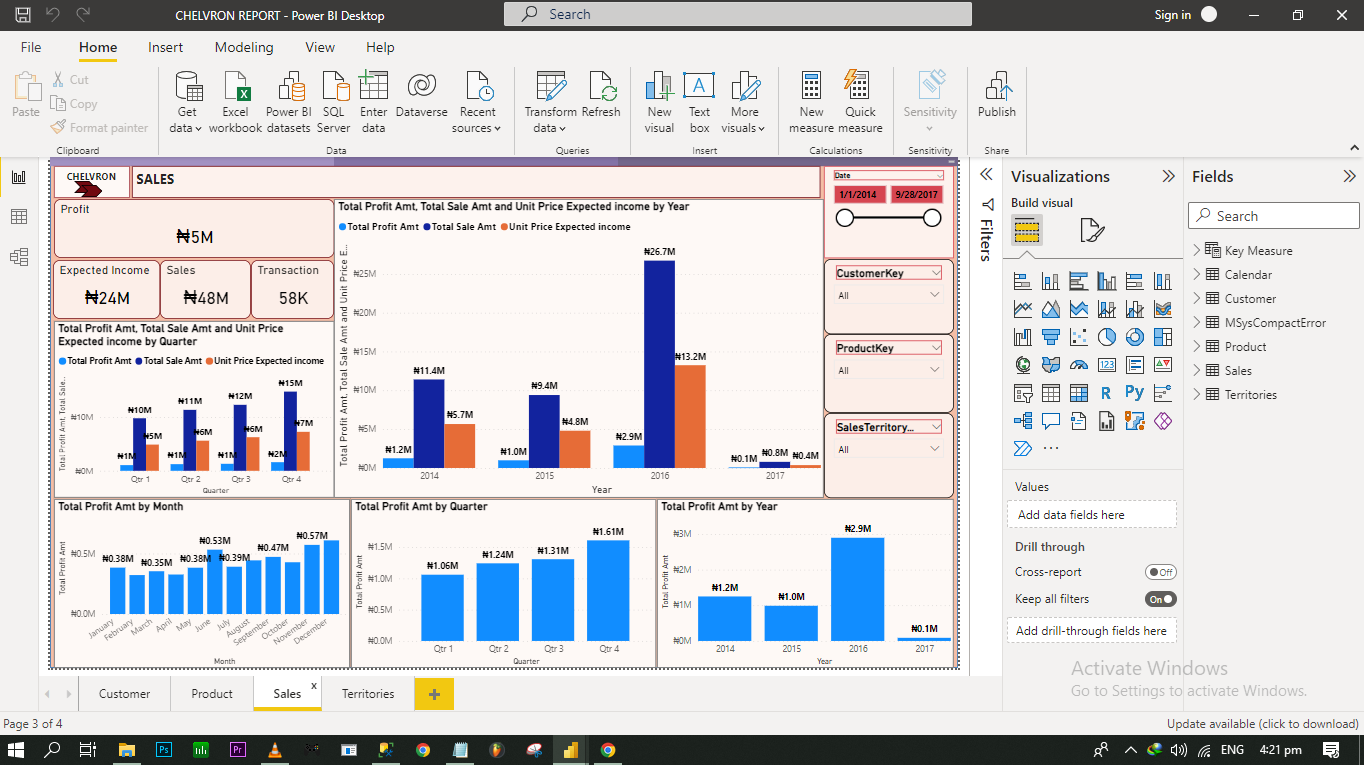 CHELVRON REPORT - Power BI Desktop
Search
Sign in
File Home Insert Modeling View Help
Paste
Cut
Copy
Format painter
Clipboard
Get data
Excel workbook
Power BI datasets
SQL Server
Enter data
Dataverse
Recent sources
Data
Transform data
Refresh
Queries
New visual
Text box
More visuals
Insert
New measure
Quick measure
Calculations
Sensitivity
Sensitivity
Publish
Share
CHELVRON
SALES
Profit
₦5M
Expected Income
₦24M
Sales
₦48M
Transaction
58K
Total Profit Amt, Total Sale Amt and Unit Price
Expected income by Quarter
Total Profit Amt Total Sale Amt Unit Price Expected income
Total Profit Amt, Total Sale...
₦10M
₦0M
₦1M ₦10M ₦5M
₦1M ₦11M ₦6M
₦1M ₦12M ₦6M
₦2M ₦15M ₦7M
Qtr 1 Qtr 2 Qtr 3 Qtr 4
Quarter
Total Profit Amt, Total Sale Amt and Unit Price Expected income by Year
Total Profit Amt Total Sale Amt Unit Price Expected income
Total Profit Amt, Total Sale Amt and Unit Price E...
₦25M
₦20M
₦15M
₦10M
₦5M
₦0M
₦1.2M ₦11.4M ₦5.7M
₦1.0M ₦9.4M ₦4.8M
₦2.9M ₦26.7M ₦13.2M
₦0.1M ₦0.8M ₦0.4M
2014 2015 2016 2017
Year
Date
1/1/2014 9/28/2017
CustomerKey
All
ProductKey
All
SalesTerritory...
All
Total Profit Amt by Month
Total Profit Amt
₦0.5M
₦0.0M
₦0.38M ₦0.35M ₦0.38M ₦0.53M ₦0.39M ₦0.47M ₦0.57M
January February March April May June July August September October November December
Month
Total Profit Amt by Quarter
Total Profit Amt
₦1.5M
₦1.0M
₦0.5M
₦0.0M
₦1.06M ₦1.24M ₦1.31M ₦1.61M
Qtr 1 Qtr 2 Qtr 3 Qtr 4
Quarter
Total Profit Amt by Year
Total Profit Amt
₦3M
₦2M
₦1M
₦0M
₦1.2M ₦1.0M ₦2.9M ₦0.1M
2014 2015 2016 2017
Year
Filters
Visualizations
Build visual
123
R
Py
Values
Add data fields here
Drill through
Cross-report
Off
Keep all filters
On
Add drill-through fields here
Fields
Search
Key Measure
Calendar
Customer
MSysCompactError
Product
Sales
Territories
Activate Windows
Go to Settings to activate Windows.
Customer Product Sales x Territories +
Page 3 of 4
Update available (click to download)
Ps
Pr
ENG
4:21 pm